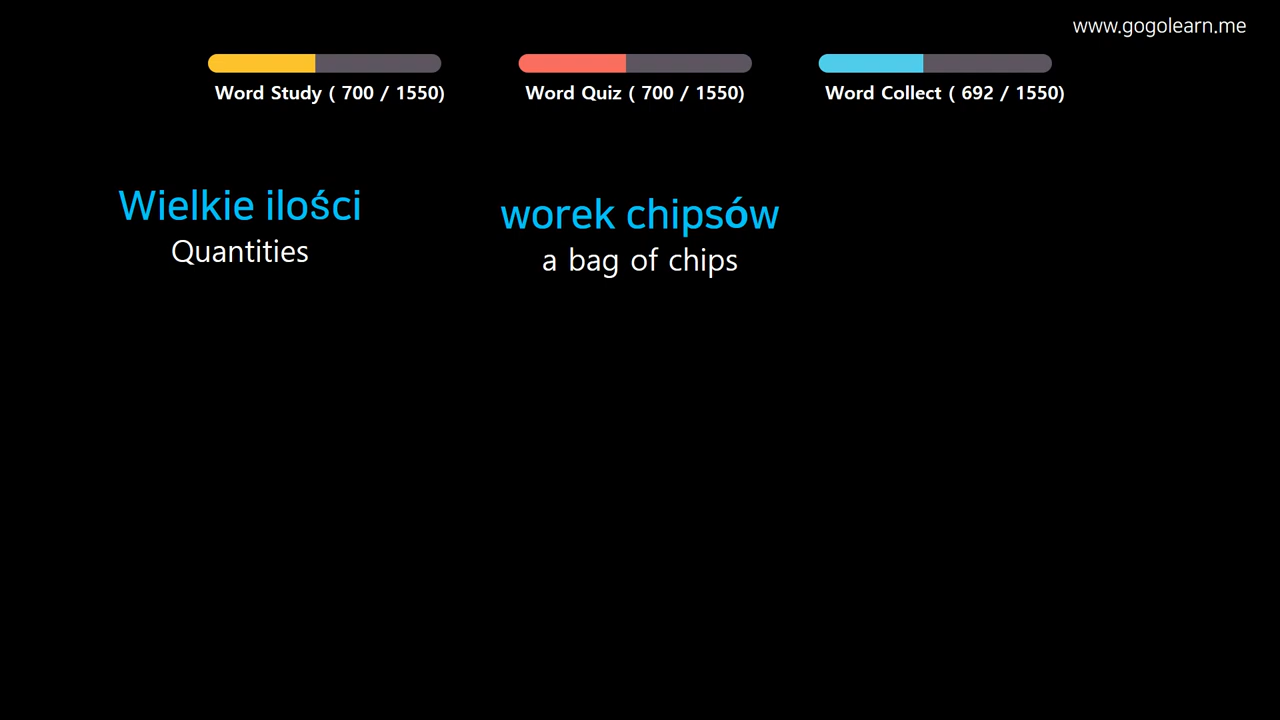 www.gogolearn.me
Word Study ( 700 / 1550)
Word Quiz ( 700 / 1550)
Word Collect ( 692 / 1550)
Wielkie ilości
Quantities
worek chipsów
a bag of chips